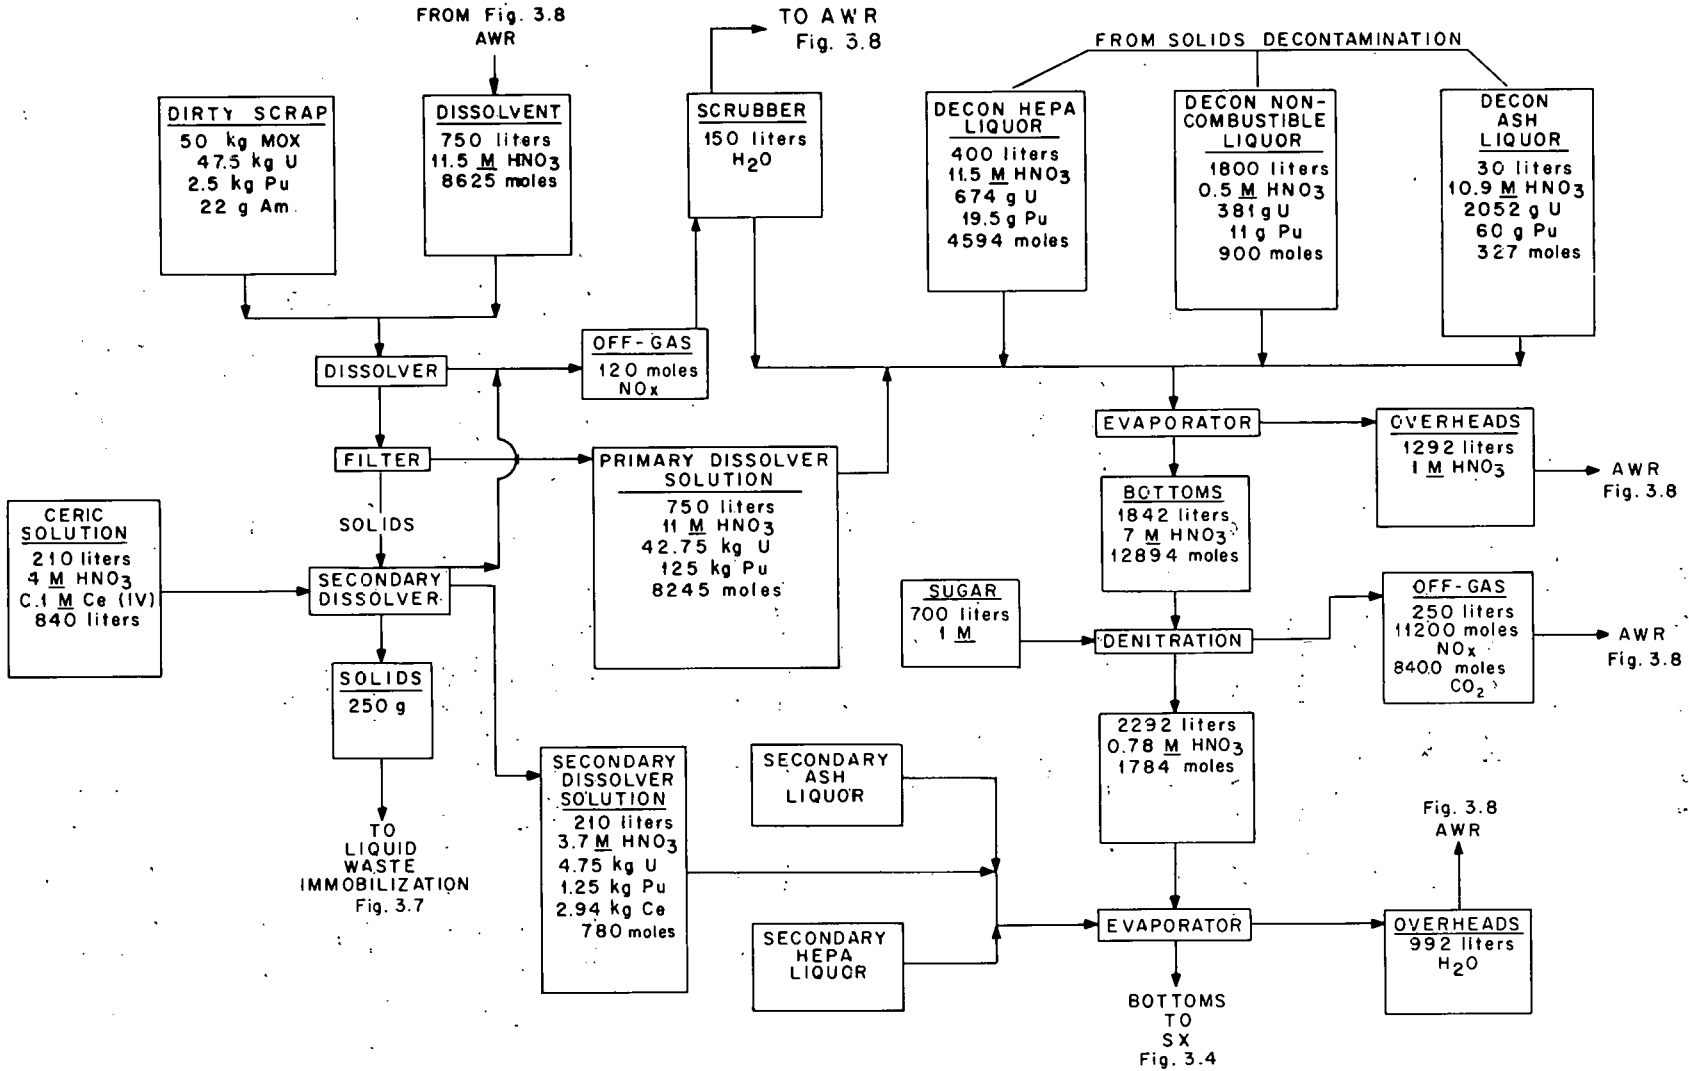 FROM Fig. 3.8
AWR
TO AWR
Fig. 3.8
FROM SOLIDS DECONTAMINATION
DIRTY SCRAP
50 kg MOX
47.5 kg U
2.5 kg Pu
22 g Am
DISSOLVENT
750 liters
11.5 M HNO3
8625 moles
SCRUBBER
150 liters
H2O
DECON HEPA
LIQUOR
400 liters
11.5 M HNO3
674 g U
19.5 g Pu
4594 moles
DECON NON-
COMBUSTIBLE
LIQUOR
1800 liters
0.5 M HNO3
381 g U
11 g Pu
900 moles
DECON
ASH
LIQUOR
30 liters
10.9 M HNO3
2052 g U
60 g Pu
327 moles
DISSOLVER
OFF-GAS
120 moles
NOx
FILTER
PRIMARY DISSOLVER
SOLUTION
750 liters
11 M HNO3
42.75 kg U
125 kg Pu
8245 moles
EVAPORATOR
OVERHEADS
1292 liters
1 M HNO3
AWR
Fig. 3.8
BOTTOMS
1842 liters
7 M HNO3
12894 moles
CERIC
SOLUTION
210 liters
4 M HNO3
C.1 M Ce (IV)
840 liters
SOLIDS
SECONDARY
DISSOLVER
SUGAR
700 liters
1 M
DENITRATION
OFF-GAS
250 liters
11200 moles
NOx
8400 moles
CO2
AWR
Fig. 3.8
SOLIDS
250 g
TO
LIQUID
WASTE
IMMOBILIZATION
Fig. 3.7
SECONDARY
DISSOLVER
SOLUTION
210 liters
3.7 M HNO3
4.75 kg U
1.25 kg Pu
2.94 kg Ce
780 moles
SECONDARY
ASH
LIQUOR
SECONDARY
HEPA
LIQUOR
2292 liters
0.78 M HNO3
1784 moles
EVAPORATOR
Fig. 3.8
AWR
OVERHEADS
992 liters
H2O
BOTTOMS
TO
SX
Fig. 3.4